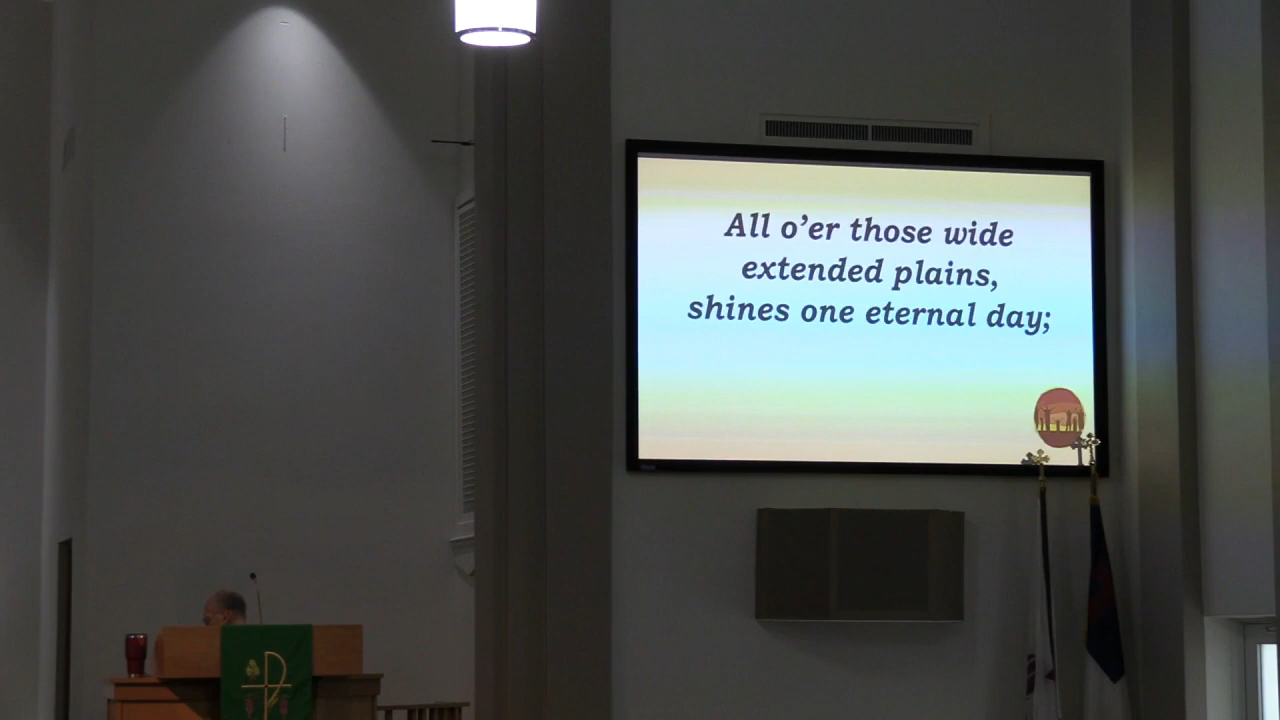 All o’er those wide
extended plains,
shines one eternal day;